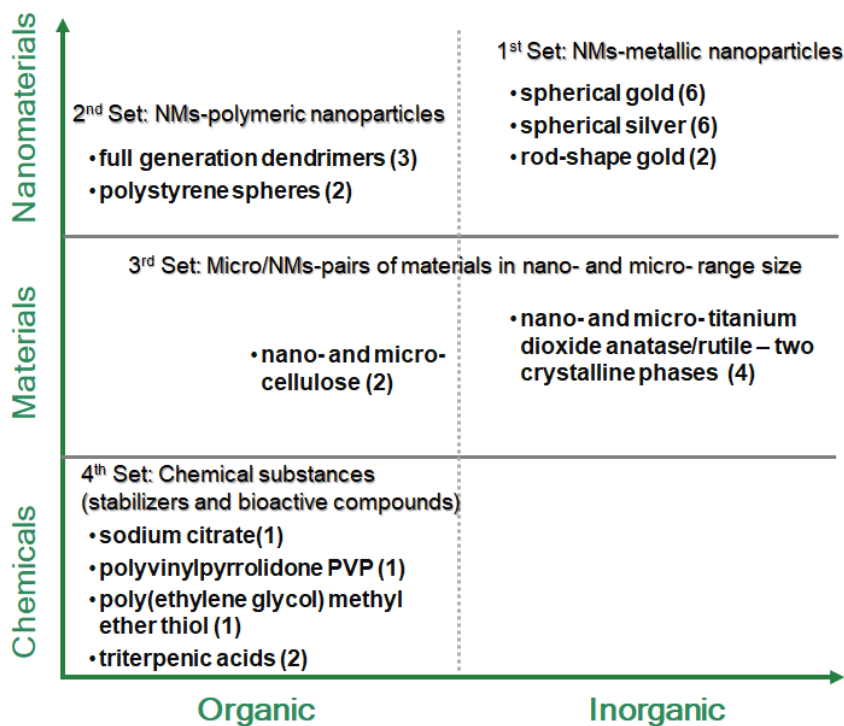 Nanomaterials
1st Set: NMs-metallic nanoparticles
•spherical gold (6)
•spherical silver (6)
•rod-shape gold (2)
2nd Set: NMs-polymeric nanoparticles
•full generation dendrimers (3)
•polystyrene spheres (2)
Materials
3rd Set: Micro/NMs-pairs of materials in nano- and micro- range size
•nano- and micro-
cellulose (2)
•nano- and micro- titanium
dioxide anatase/rutile – two
crystalline phases (4)
Chemicals
4th Set: Chemical substances
(stabilizers and bioactive compounds)
•sodium citrate(1)
•polyvinylpyrrolidone PVP (1)
•poly(ethylene glycol) methyl
ether thiol (1)
•triterpenic acids (2)
Organic
Inorganic